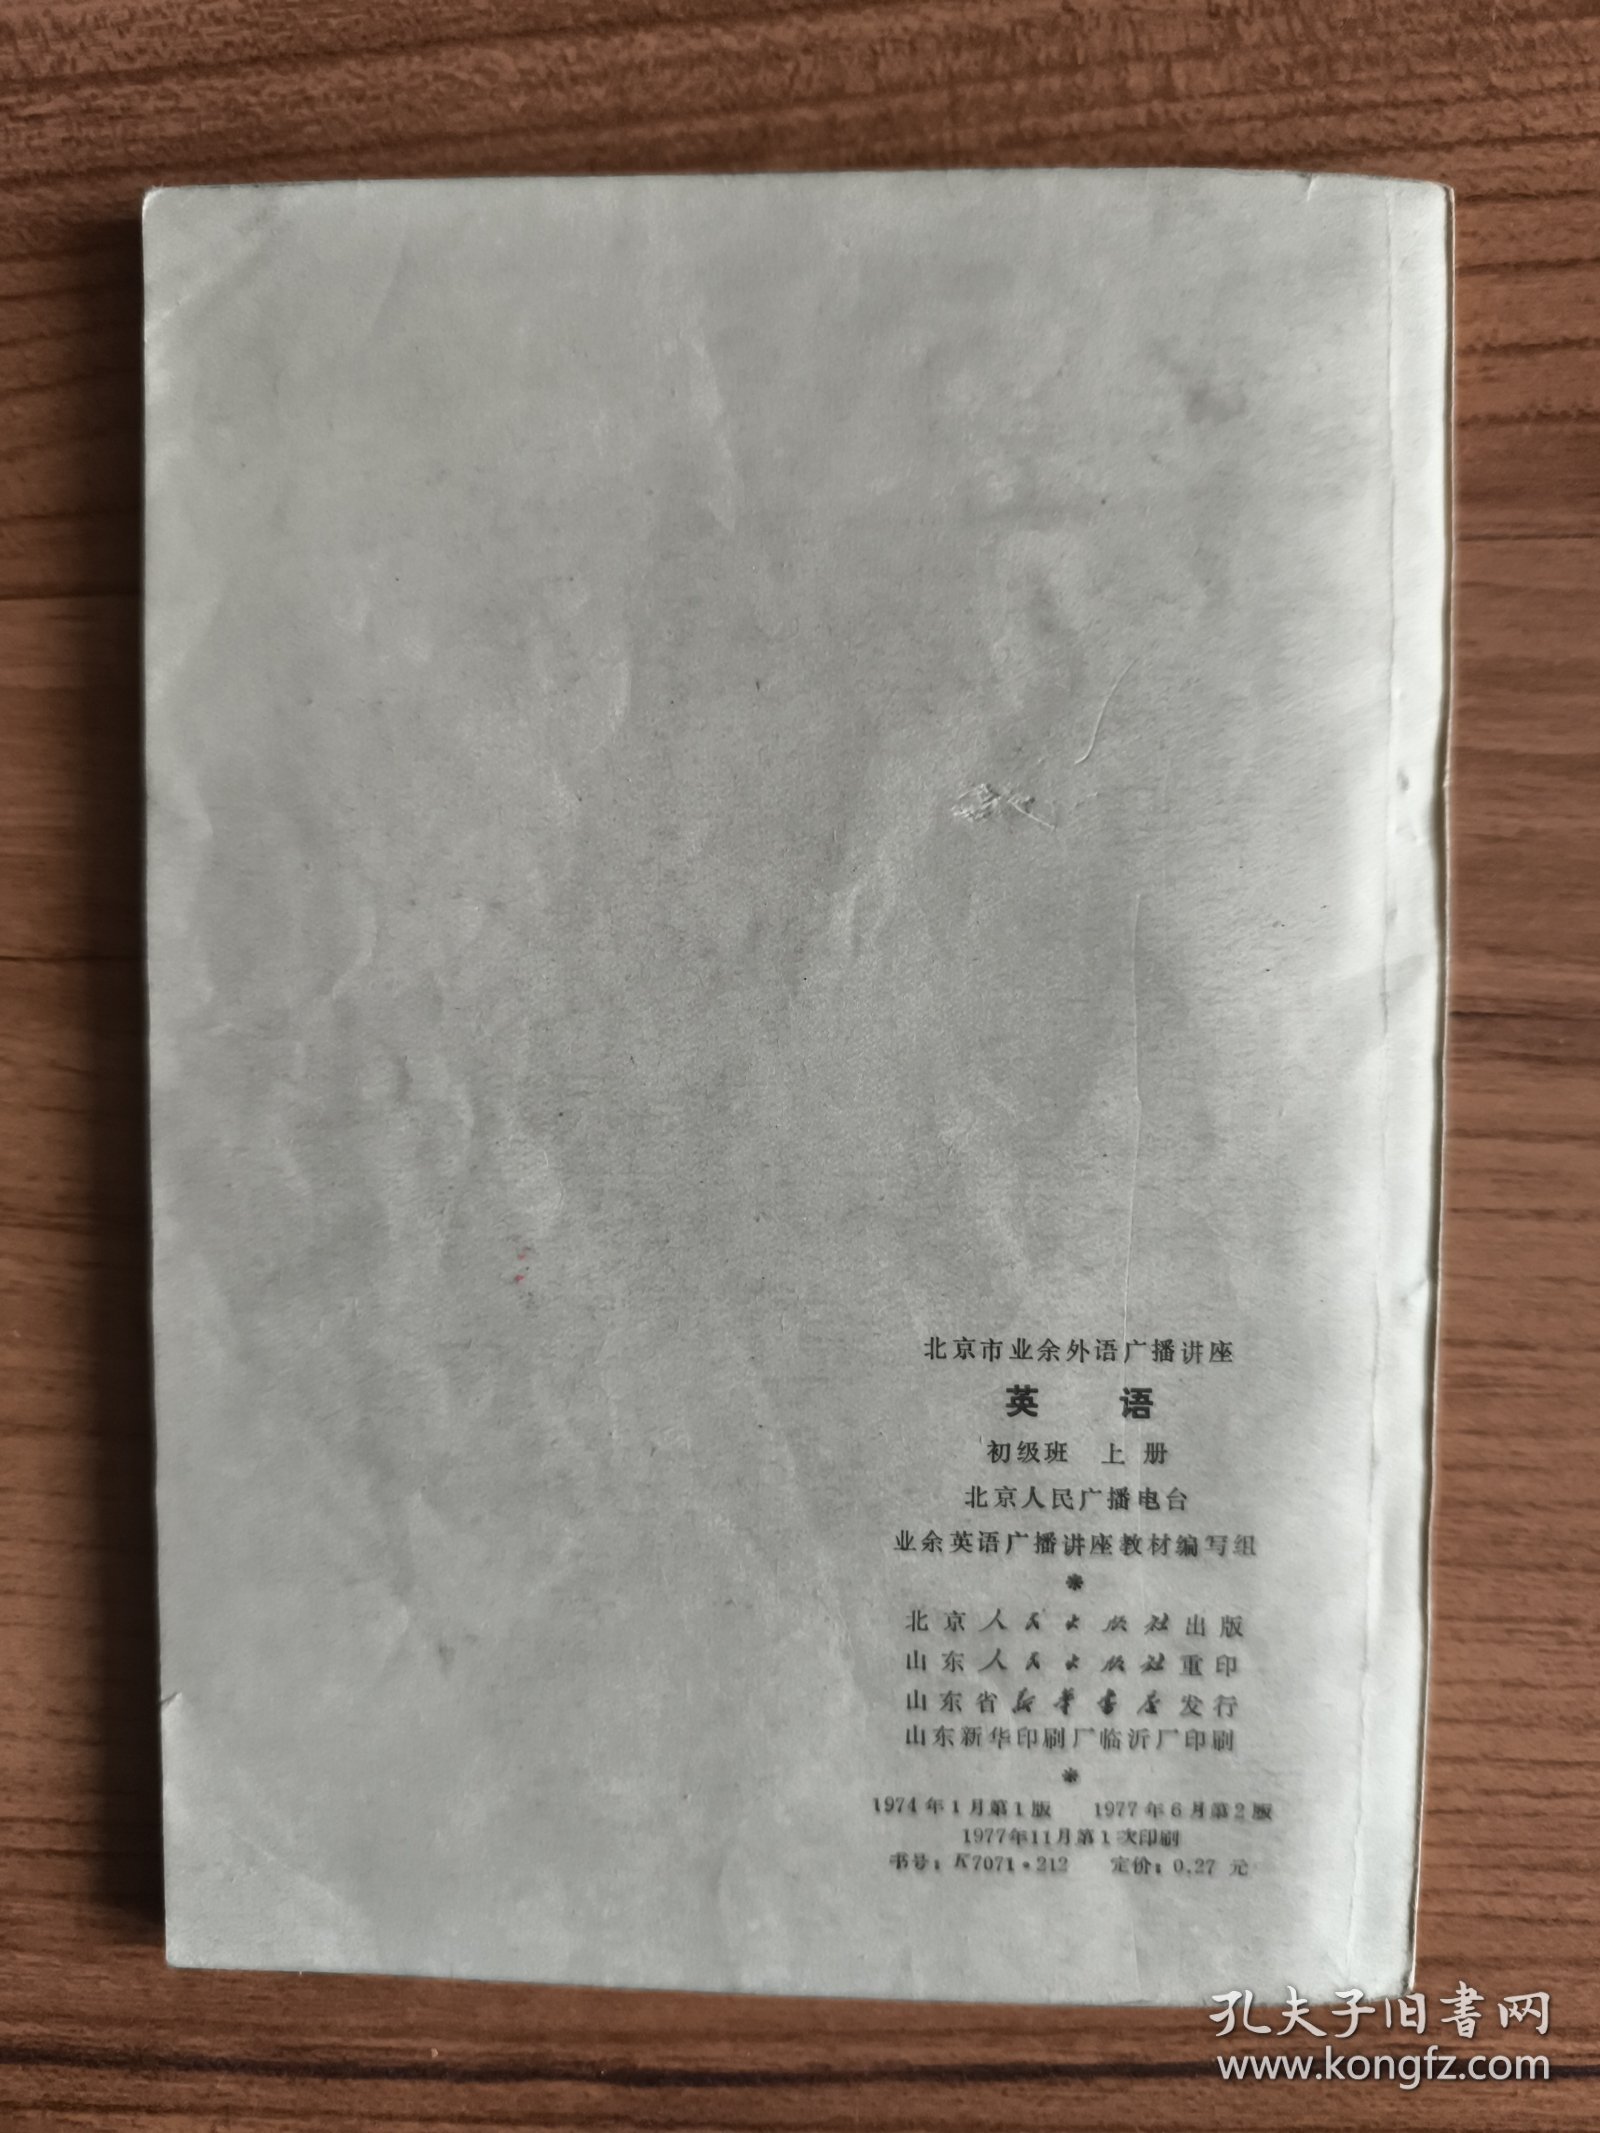 北京市业余外语广播讲座
英 语
初级班 上 册
北京人民广播电台
业余英语广播讲座教材编写组
*
北京人民出版社出版
山东人民出版社重印
山东省新华书店发行
山东新华印刷厂临沂厂印刷
*
1974年1月第1版 1977年6月第2版
1977年11月第1次印刷
书号：K7071·212 定价：0.27 元
孔夫子旧书网
www.kongfz.com